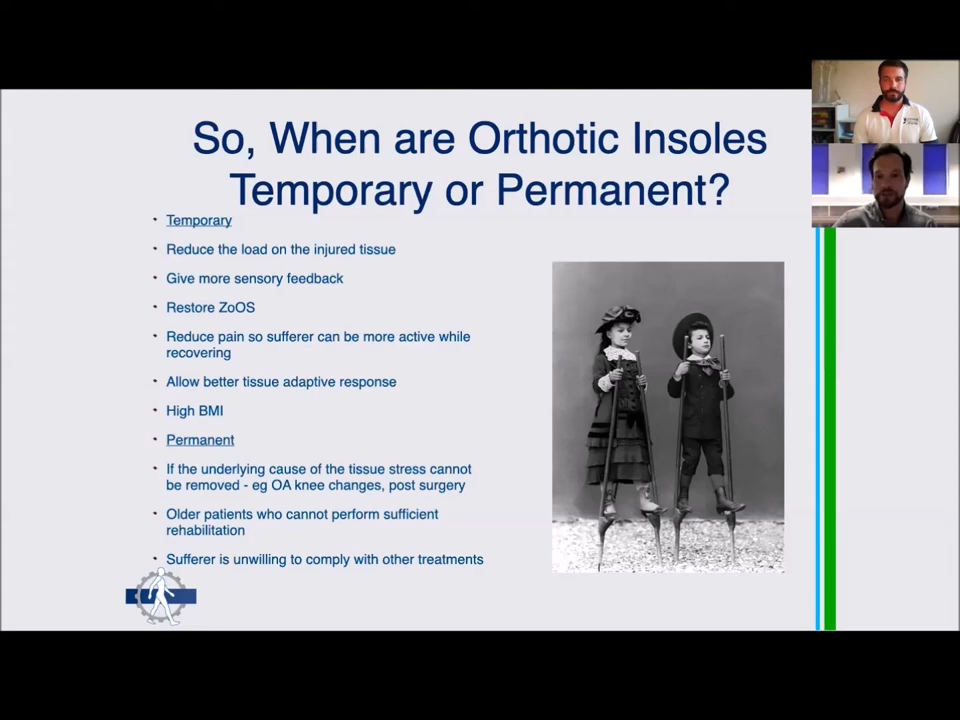 So, When are Orthotic Insoles
Temporary or Permanent?
Temporary
Reduce the load on the injured tissue
Give more sensory feedback
Restore ZoOS
Reduce pain so sufferer can be more active while
recovering
Allow better tissue adaptive response
High BMI
Permanent
If the underlying cause of the tissue stress cannot
be removed - eg OA knee changes, post surgery
Older patients who cannot perform sufficient
rehabilitation
Sufferer is unwilling to comply with other treatments